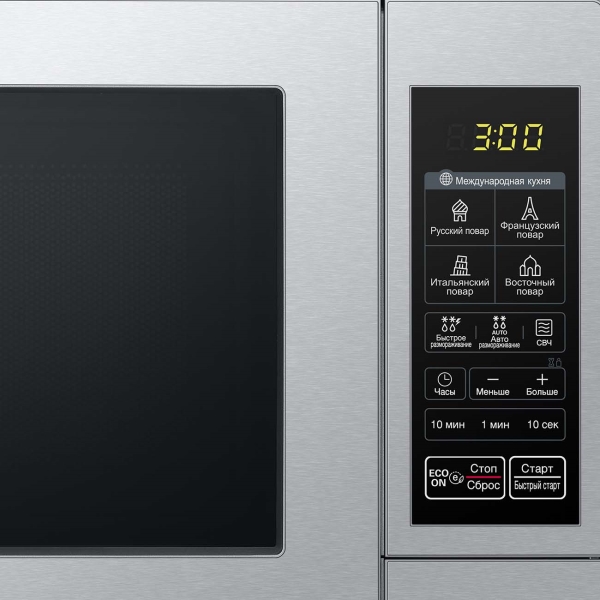 3:00
Международная кухня
Русский повар
Французский
повар
Итальянский
повар
Восточный
повар
Быстрое
размораживание
AUTO
Авто
размораживание
СВЧ
Часы
− Меньше
+ Больше
10 мин 1 мин 10 сек
ECO
ON
e
Стоп
Сброс
Старт
Быстрый старт